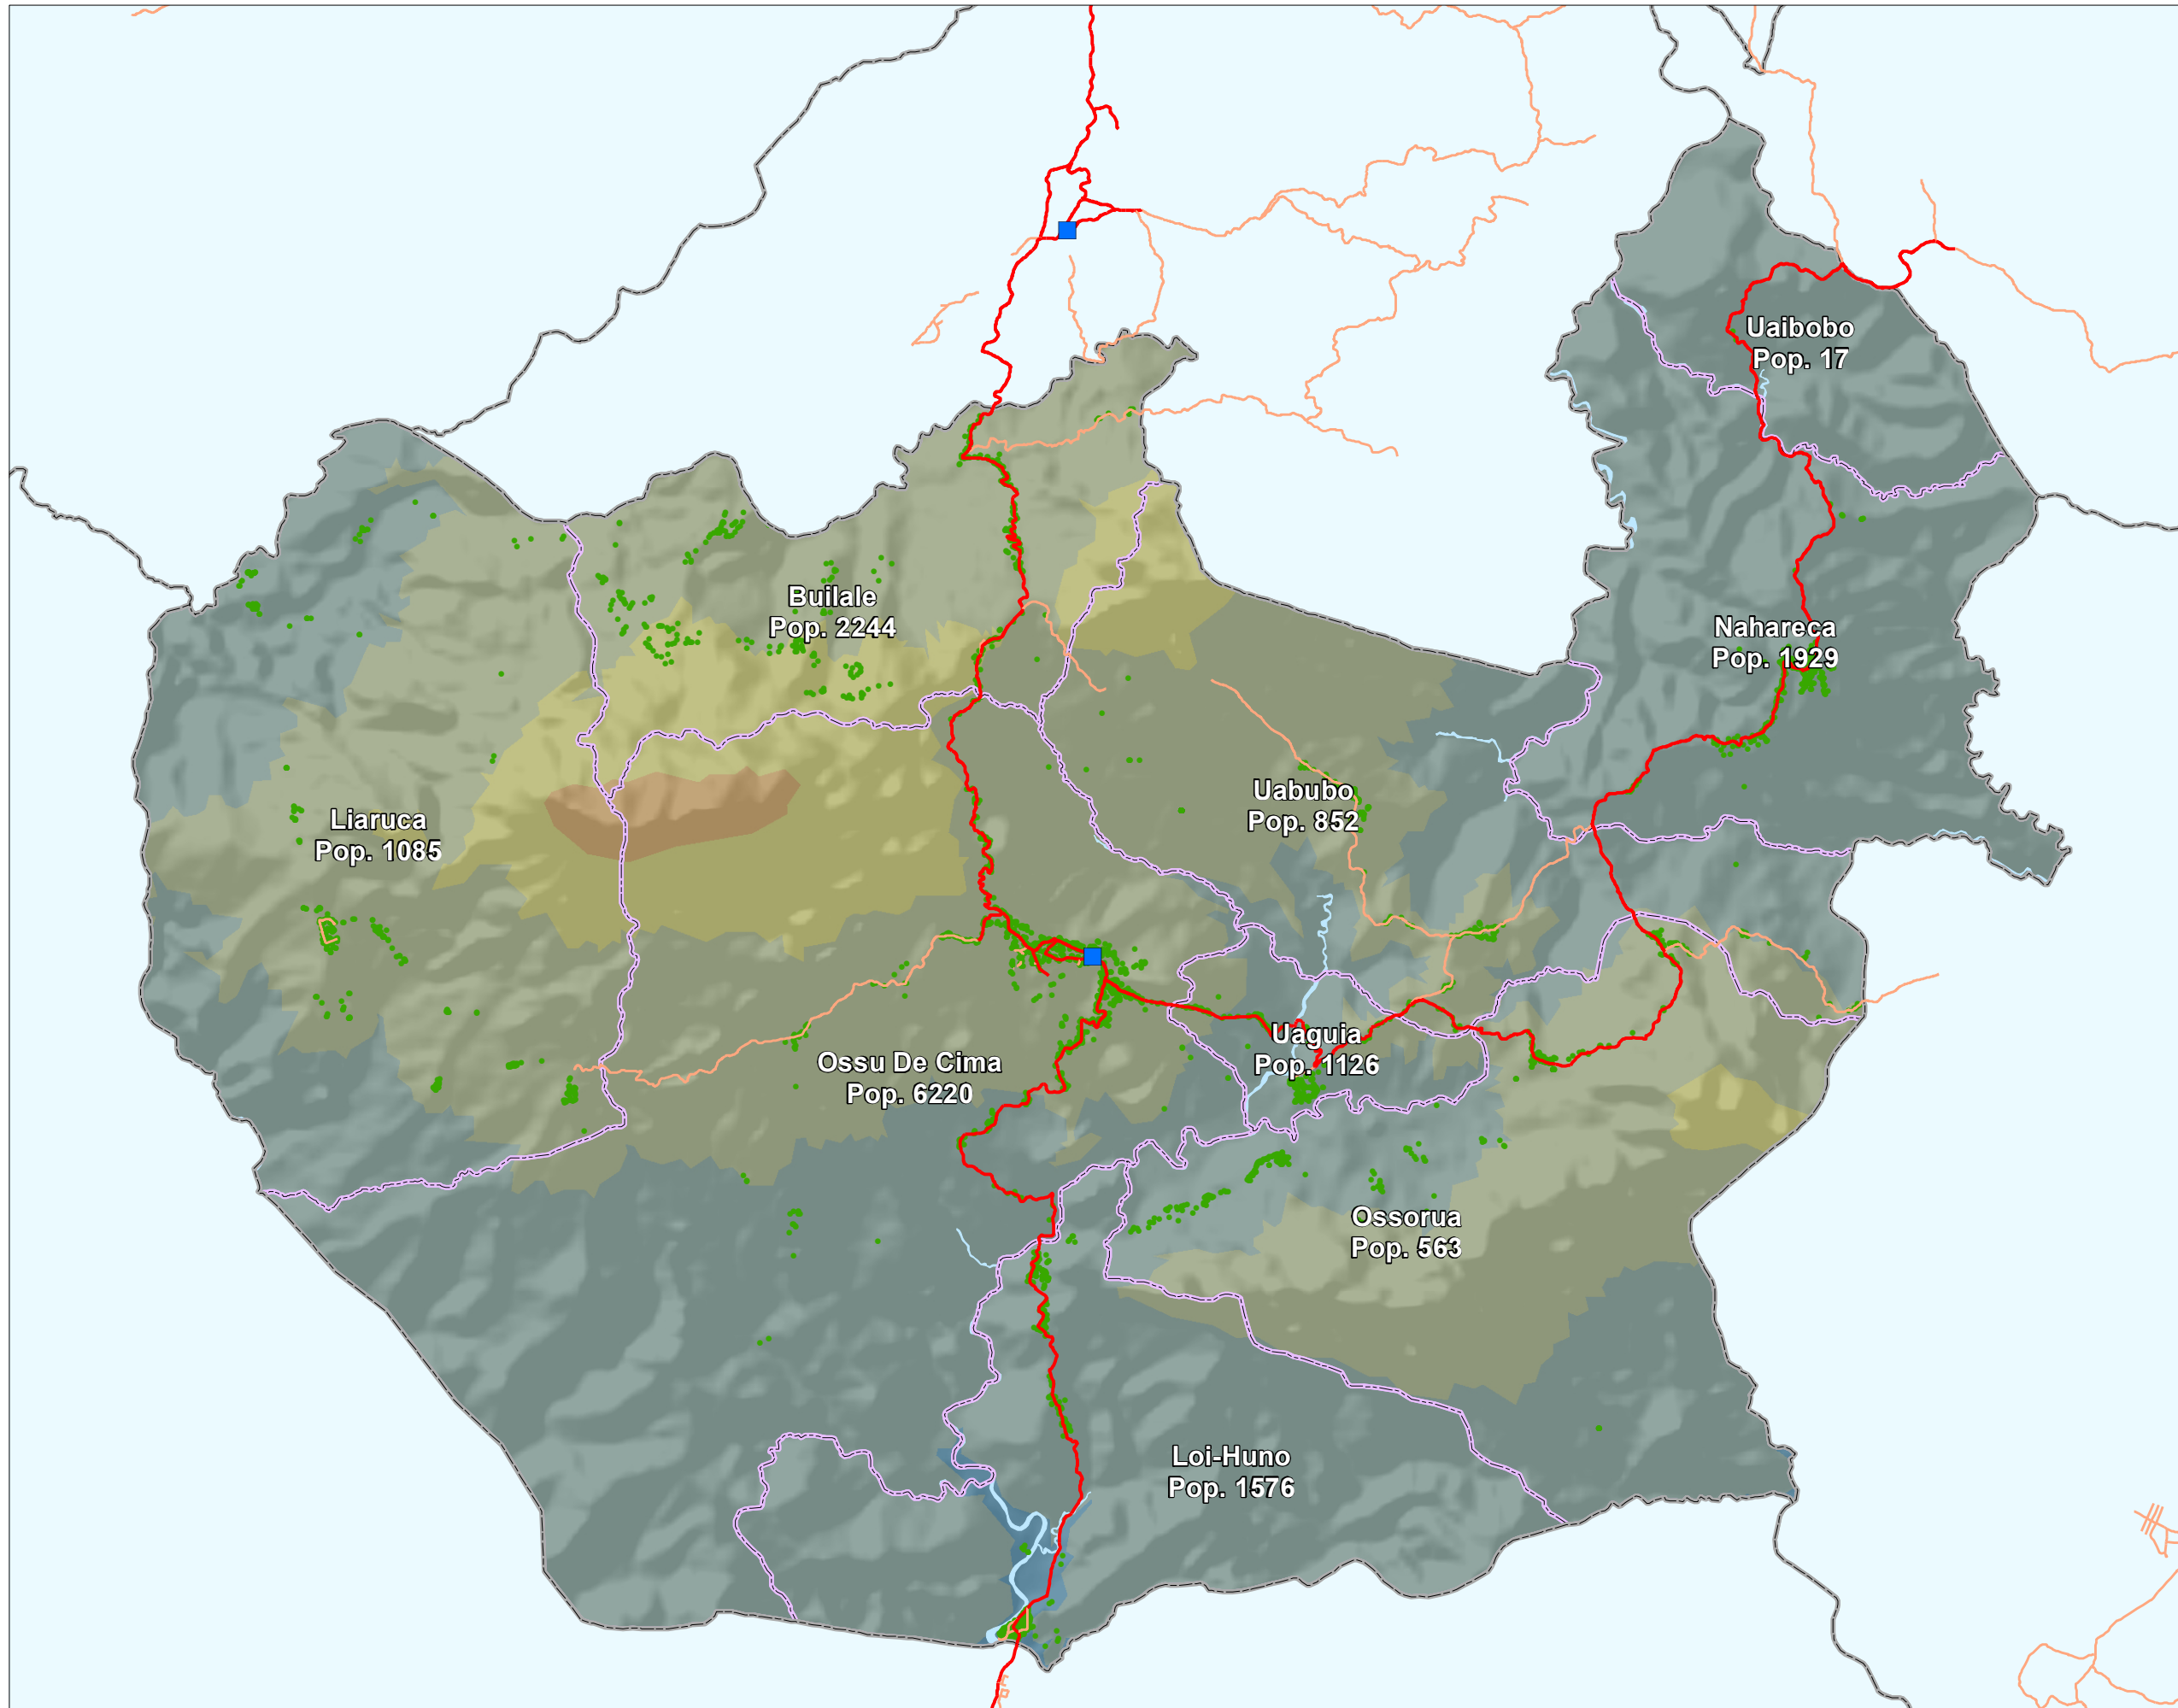 Uaibobo
Pop. 17
Builale
Pop. 2244
Nahareca
Pop. 1929
Uabubo
Pop. 852
Liaruca
Pop. 1085
Uaguia
Pop. 1126
Ossu De Cima
Pop. 6220
Ossorua
Pop. 563
Loi-Huno
Pop. 1576